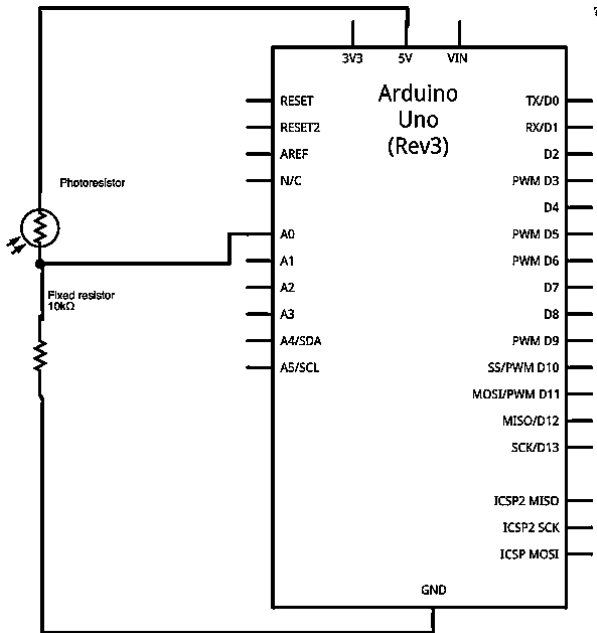 3V3 5V VIN
Arduino
Uno
(Rev3)
RESET
RESET2
AREF
N/C
A0
A1
A2
A3
A4/SDA
A5/SCL
TX/D0
RX/D1
D2
PWM D3
D4
PWM D5
PWM D6
D7
D8
PWM D9
SS/PWM D10
MOSI/PWM D11
MISO/D12
SCK/D13
ICSP2 MISO
ICSP2 SCK
ICSP MOSI
GND
Photoresistor
Fixed resistor
10kΩ